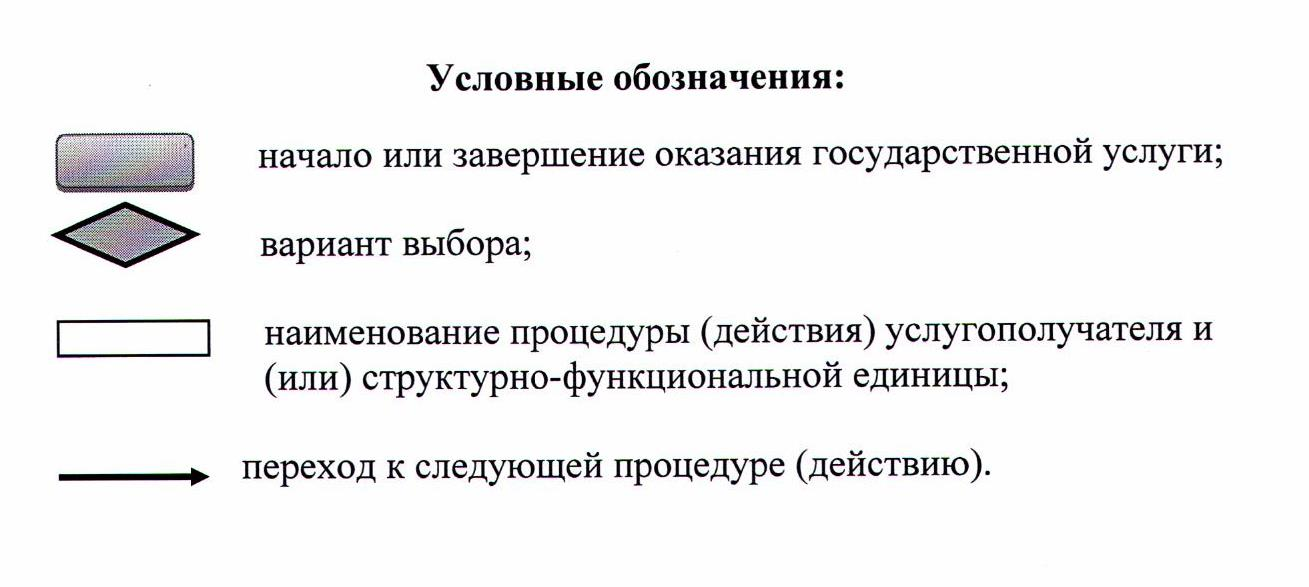 Условные обозначения:
начало или завершение оказания государственной услуги;
вариант выбора;
наименование процедуры (действия) услугополучателя и
(или) структурно-функциональной единицы;
переход к следующей процедуре (действию).